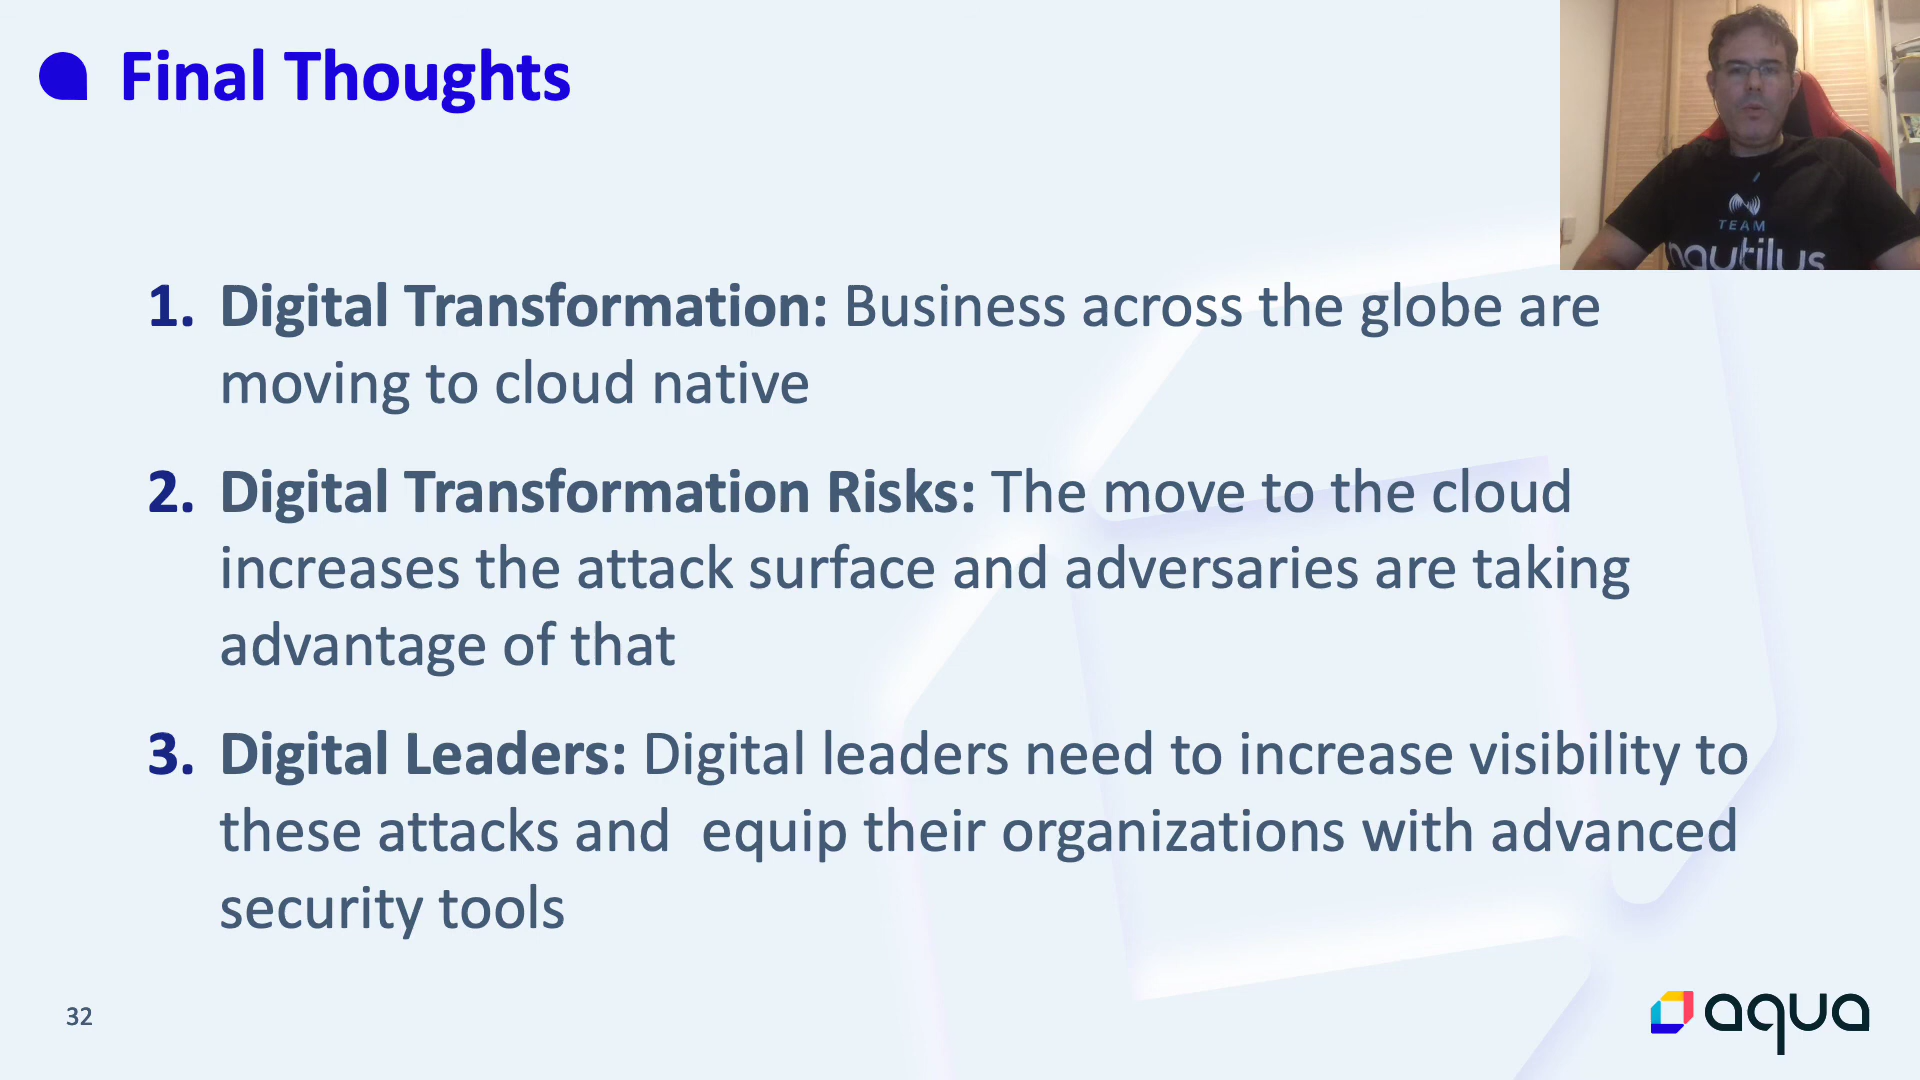 Final Thoughts
TEAM
nautilus
1. Digital Transformation: Business across the globe are
moving to cloud native
2. Digital Transformation Risks: The move to the cloud
increases the attack surface and adversaries are taking
advantage of that
3. Digital Leaders: Digital leaders need to increase visibility to
these attacks and  equip their organizations with advanced
security tools
32
aqua